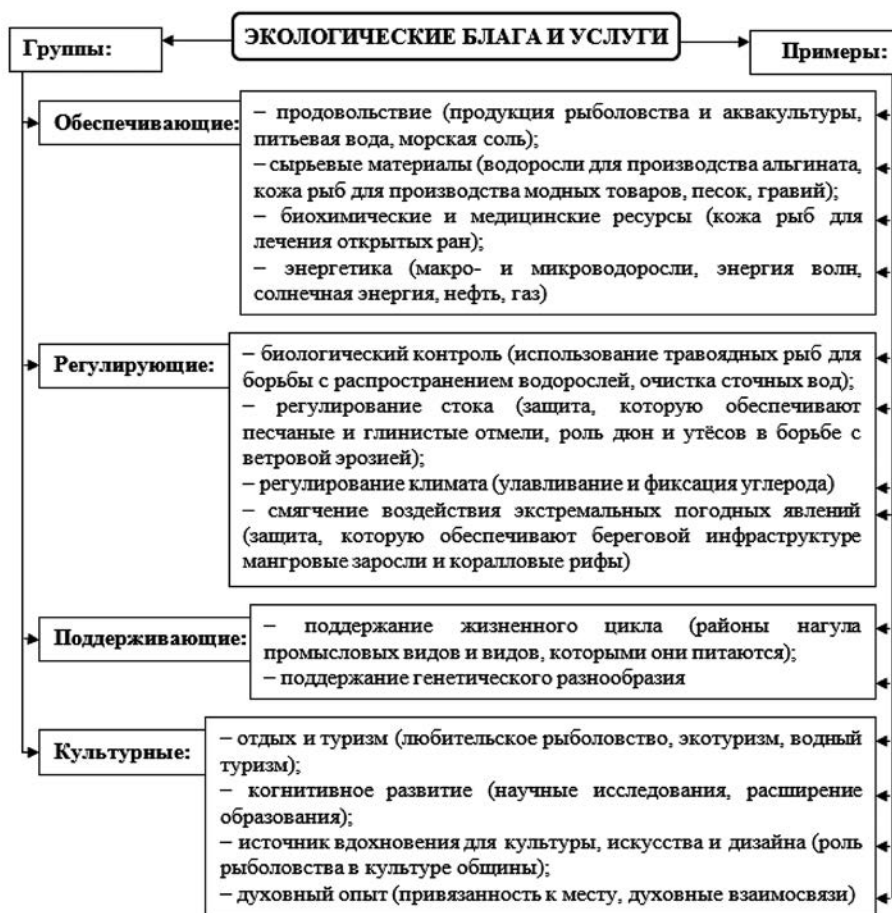 ЭКОЛОГИЧЕСКИЕ БЛАГА И УСЛУГИ
Группы:
Примеры:
Обеспечивающие:
– продовольствие (продукция рыболовства и аквакультуры,
питьевая вода, морская соль);
– сырьевые материалы (водоросли для производства альгината,
кожа рыб для производства модных товаров, песок, гравий);
– биохимические и медицинские ресурсы (кожа рыб для
лечения открытых ран);
– энергетика (макро- и микроводоросли, энергия волн,
солнечная энергия, нефть, газ)
Регулирующие:
– биологический контроль (использование травоядных рыб для
борьбы с распространением водорослей, очистка сточных вод);
– регулирование стока (защита, которую обеспечивают
песчаные и глинистые отмели, роль дюн и утёсов в борьбе с
ветровой эрозией);
– регулирование климата (улавливание и фиксация углерода)
– смягчение воздействия экстремальных погодных явлений
(защита, которую обеспечивают береговой инфраструктуре
мангровые заросли и коралловые рифы)
Поддерживающие:
– поддержание жизненного цикла (районы нагула
промысловых видов и видов, которыми они питаются);
– поддержание генетического разнообразия
Культурные:
– отдых и туризм (любительское рыболовство, экотуризм, водный
туризм);
– когнитивное развитие (научные исследования, расширение
образования);
– источник вдохновения для культуры, искусства и дизайна (роль
рыболовства в культуре общины);
– духовный опыт (привязанность к месту, духовные взаимосвязи)